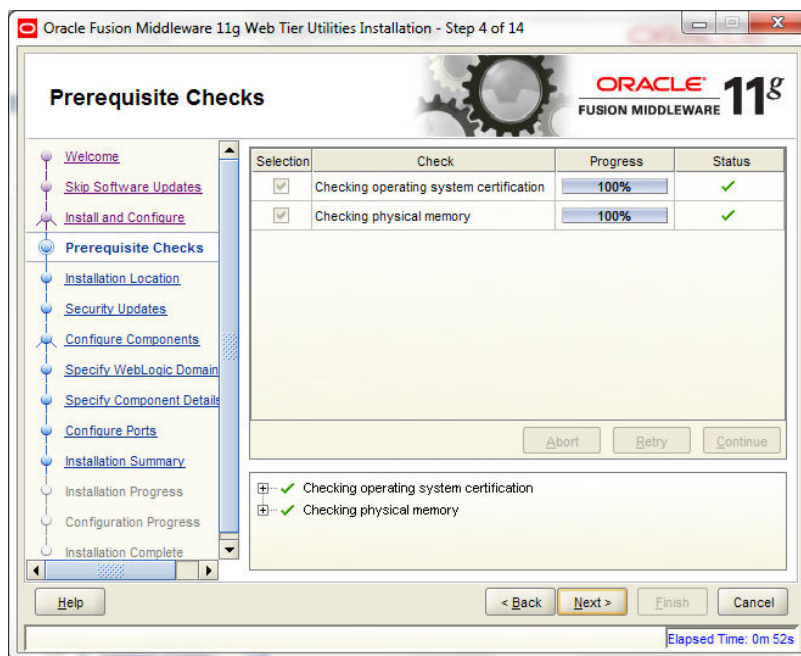 Oracle Fusion Middleware 11g Web Tier Utilities Installation - Step 4 of 14
Prerequisite Checks
ORACLE
FUSION MIDDLEWARE
11g
Welcome
Skip Software Updates
Install and Configure
Prerequisite Checks
Installation Location
Security Updates
Configure Components
Specify WebLogic Domain
Specify Component Details
Configure Ports
Installation Summary
Installation Progress
Configuration Progress
Installation Complete
Selection Check Progress Status
Checking operating system certification 100%
Checking physical memory 100%
Abort Retry Continue
Checking operating system certification
Checking physical memory
Help < Back Next > Finish Cancel
Elapsed Time: 0m 52s